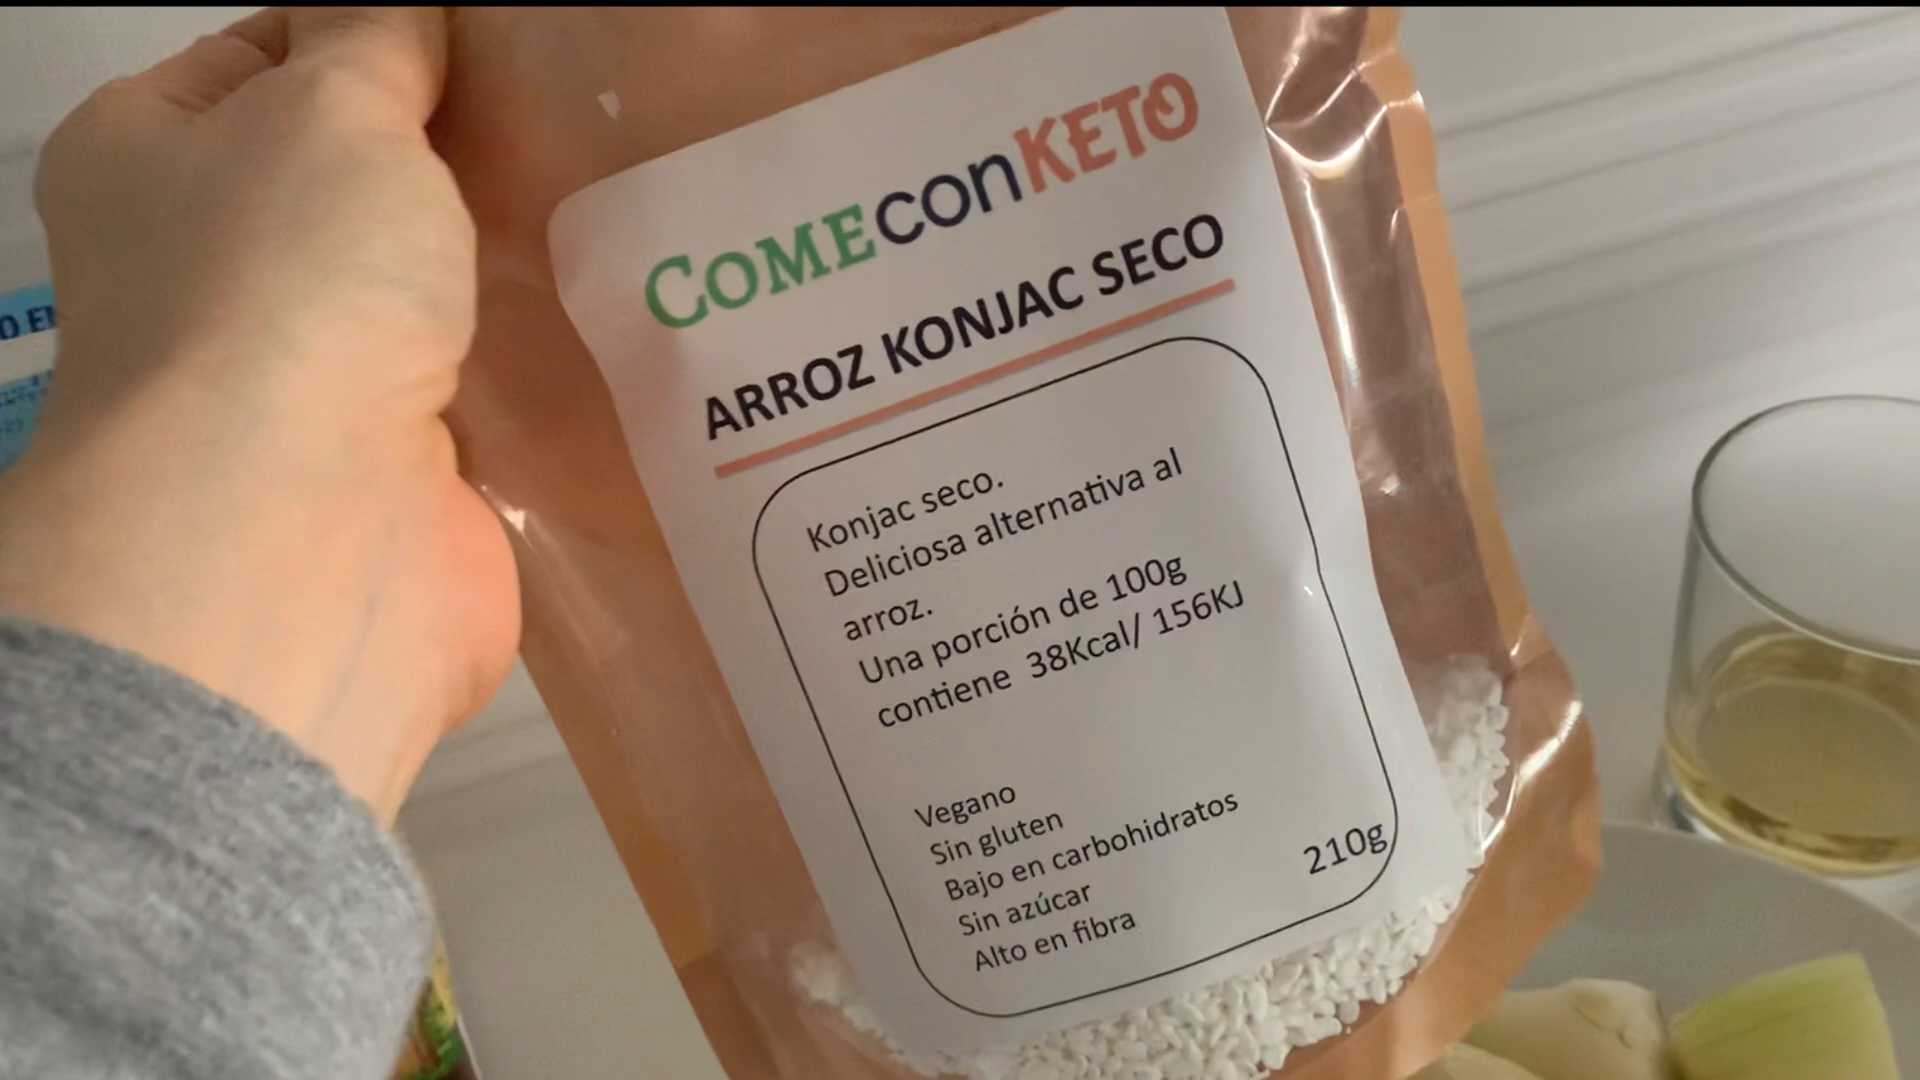 O EN
COMECONKETO
ARROZ KONJAC SECO
Konjac seco.
Deliciosa alternativa al
arroz.
Una porción de 100g
contiene 38Kcal/ 156KJ
Vegano
Sin gluten
Bajo en carbohidratos
Sin azúcar
Alto en fibra
210g